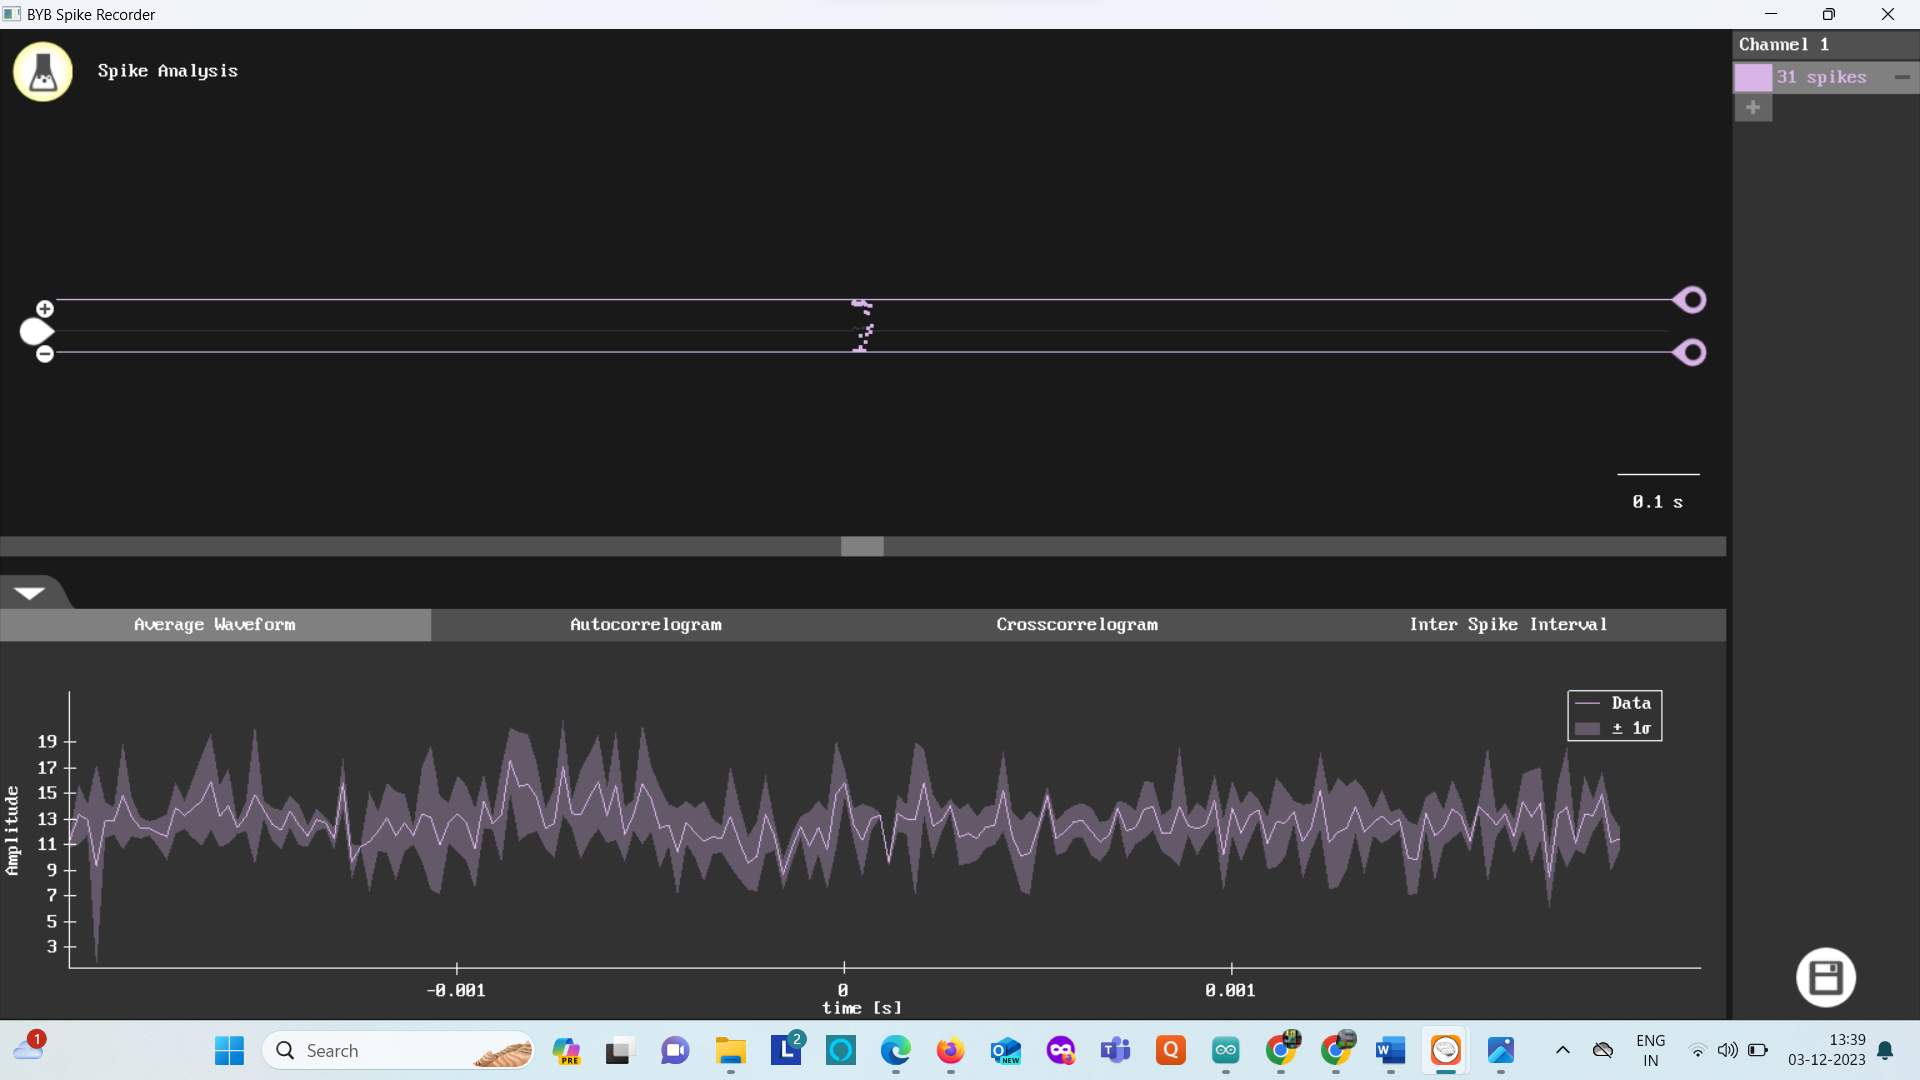 BYB Spike Recorder
Spike Analysis
Channel 1
31 spikes
0.1 s
Average Waveform
Autocorrelogram
Crosscorrelogram
Inter Spike Interval
Data
± 1σ
Amplitude
19
17
15
13
11
9
7
5
3
-0.001
0
0.001
time [s]
1
Search
PRE
L
2
NEW
Q
W
ENG
IN
13:39
03-12-2023